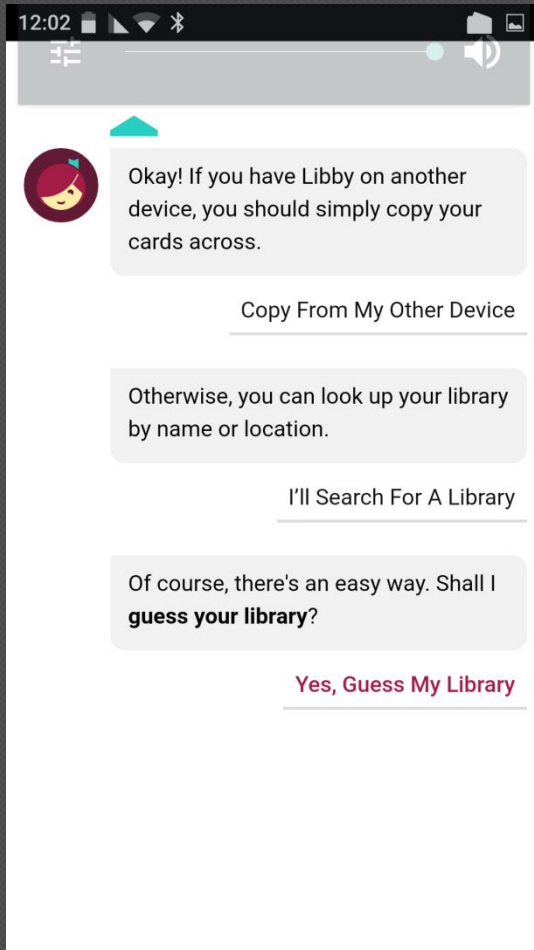 12:02
Okay! If you have Libby on another
device, you should simply copy your
cards across.
Copy From My Other Device
Otherwise, you can look up your library
by name or location.
I’ll Search For A Library
Of course, there's an easy way. Shall I
guess your library?
Yes, Guess My Library